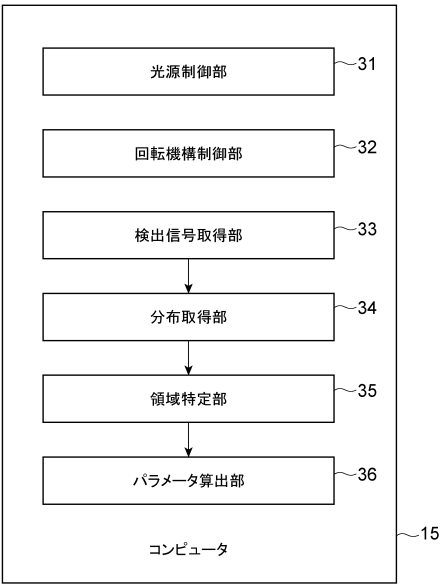 光源制御部
31
回転機構制御部
32
検出信号取得部
33
分布取得部
34
領域特定部
35
パラメータ算出部
36
コンピュータ
15